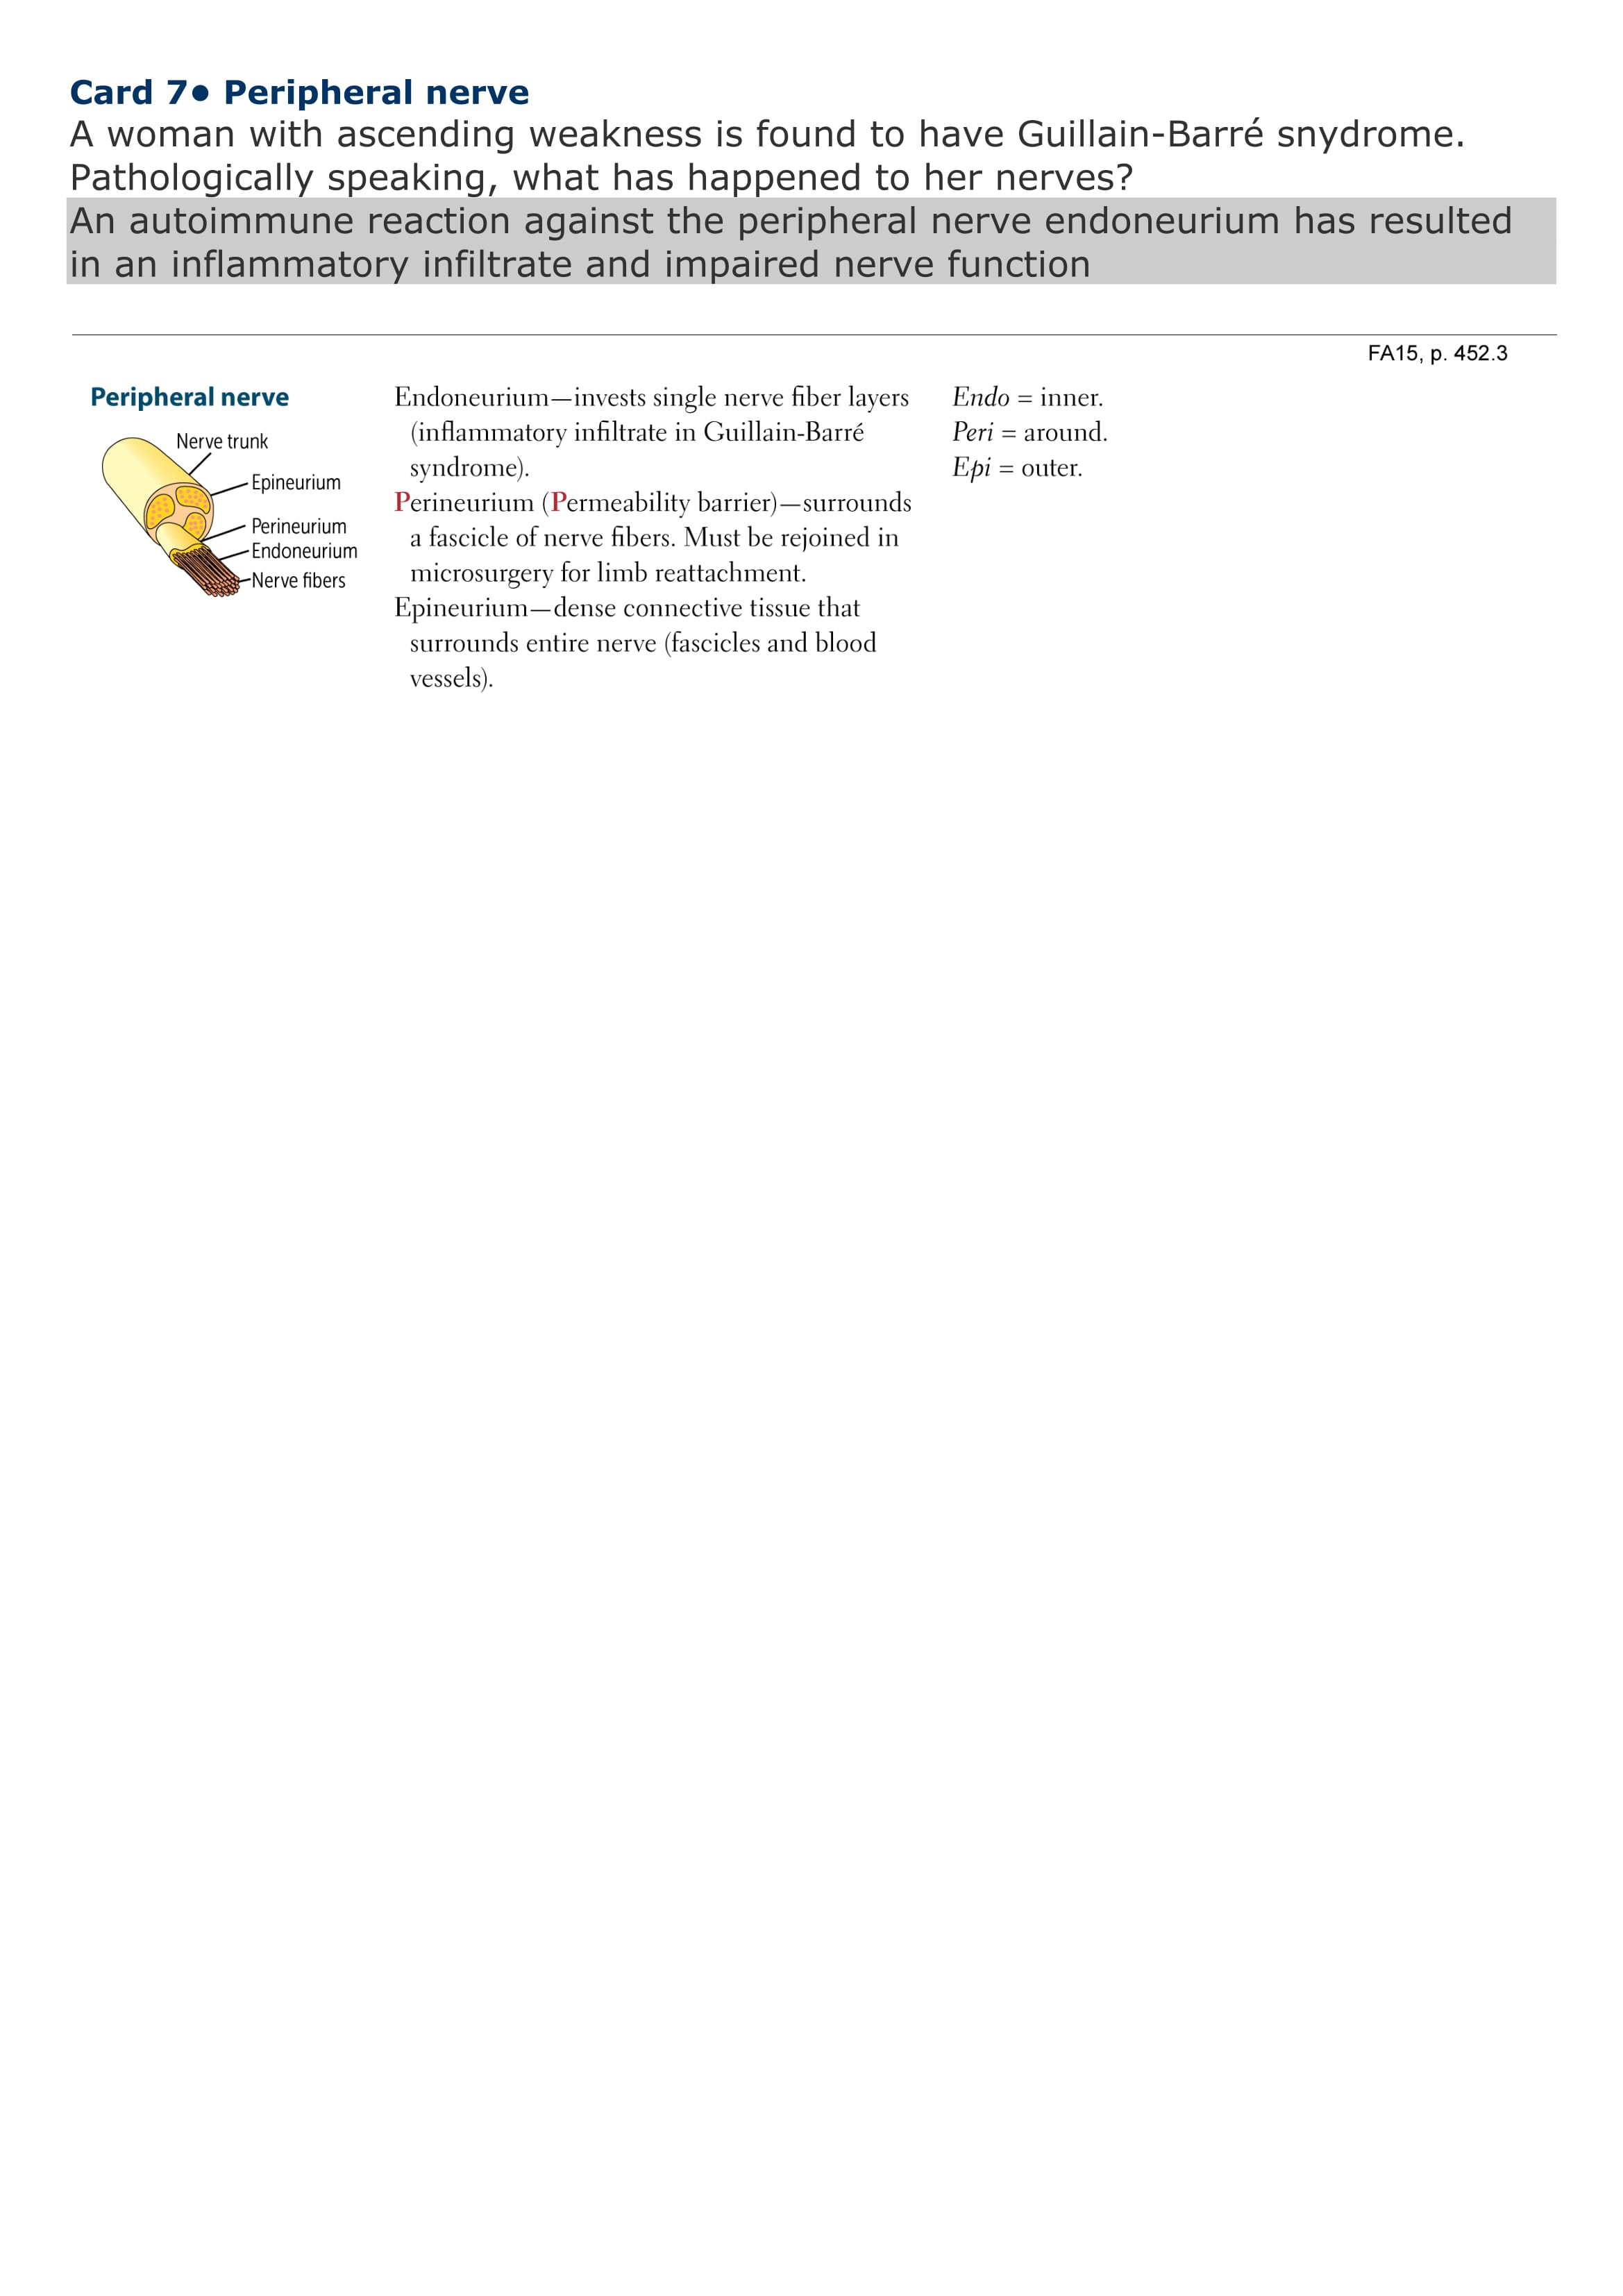 Card 7• Peripheral nerve
A woman with ascending weakness is found to have Guillain-Barré snydrome.
Pathologically speaking, what has happened to her nerves?
An autoimmune reaction against the peripheral nerve endoneurium has resulted
in an inflammatory infiltrate and impaired nerve function
FA15, p. 452.3
Peripheral nerve
Nerve trunk
Epineurium
Perineurium
Endoneurium
Nerve fibers
Endoneurium—invests single nerve fiber layers
(inflammatory infiltrate in Guillain-Barré
syndrome).
Perineurium (Permeability barrier)—surrounds
a fascicle of nerve fibers. Must be rejoined in
microsurgery for limb reattachment.
Epineurium—dense connective tissue that
surrounds entire nerve (fascicles and blood
vessels).
Endo = inner.
Peri = around.
Epi = outer.